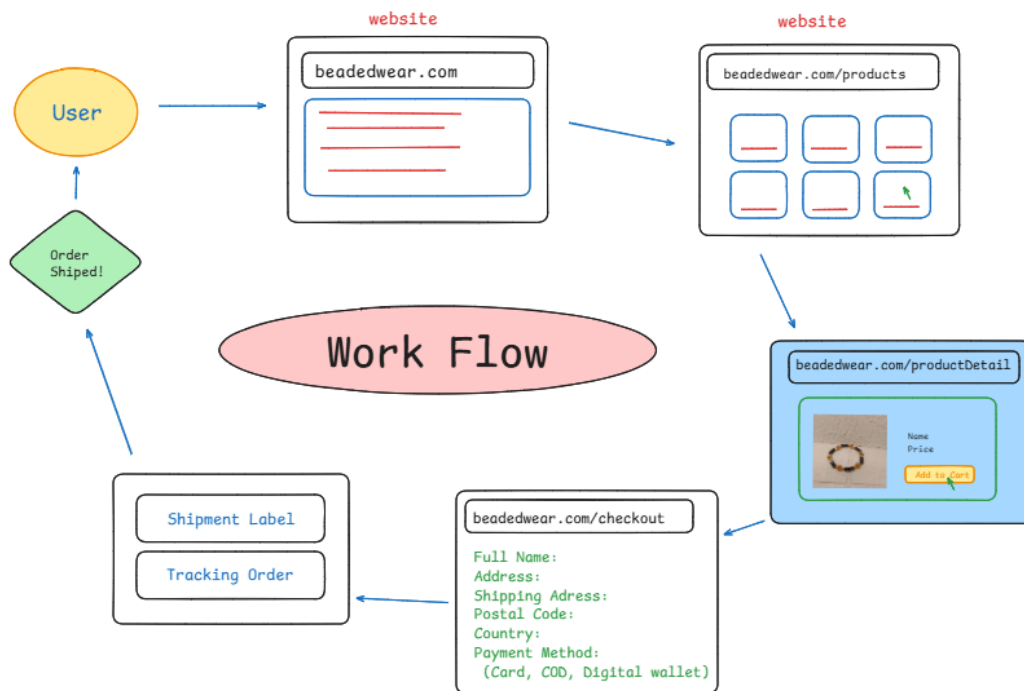 website
website
beadedwear.com
beadedwear.com/products
User
Order
Shiped!
Work Flow
beadedwear.com/productDetail
Name
Price
Add to Cart
beadedwear.com/checkout
Full Name:
Address:
Shipping Adress:
Postal Code:
Country:
Payment Method:
(Card, COD, Digital wallet)
Shipment Label
Tracking Order